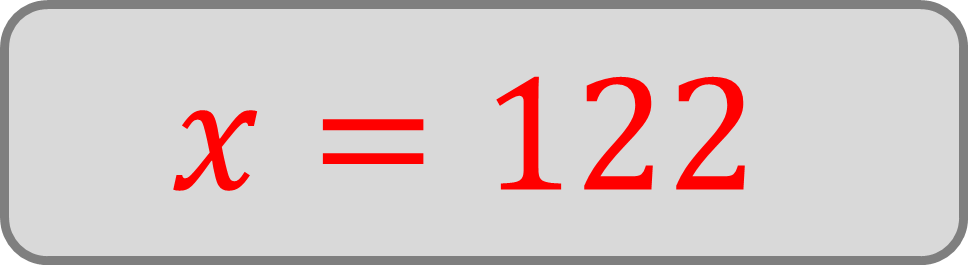 x = 122